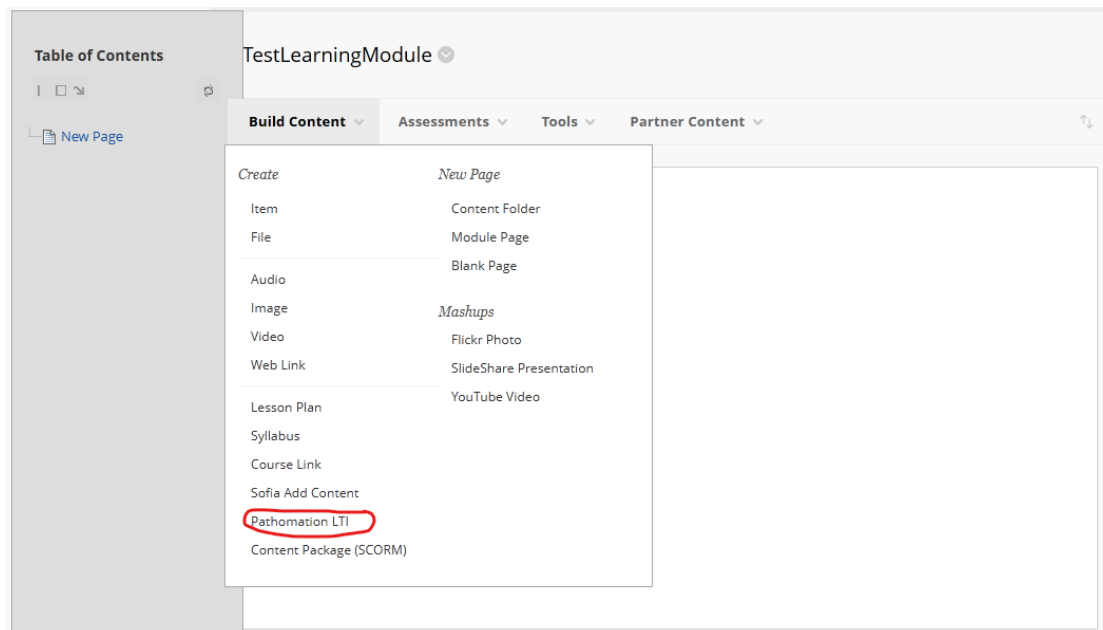 Table of Contents
New Page
TestLearningModule
Build Content
Assessments
Tools
Partner Content
Create
Item
File
Audio
Image
Video
Web Link
Lesson Plan
Syllabus
Course Link
Sofia Add Content
Pathomation LTI
Content Package (SCORM)
New Page
Content Folder
Module Page
Blank Page
Mashups
Flickr Photo
SlideShare Presentation
YouTube Video